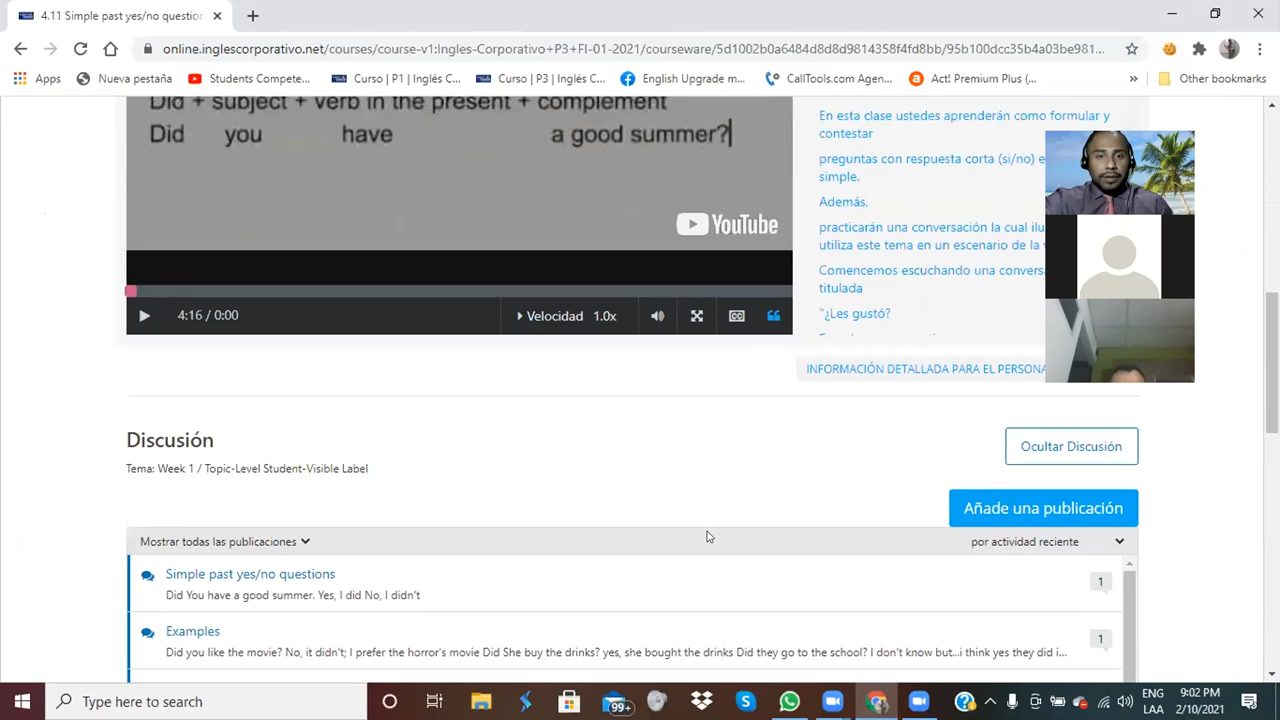 4.11 Simple past yes/no question
online.inglescorporativo.net/courses/course-v1:Ingles-Corporativo+P3+FI-01-2021/courseware/5d1002b0a6484d8d8d9814358f4fd8bb/95b100dcc35b4a03be981...
Apps
Nueva pestaña
Students Compete...
Curso | P1 | Inglés C...
Curso | P3 | Inglés C...
English Upgrade m...
CallTools.com Agen...
Act! Premium Plus (...
»
Other bookmarks
Did + subject + verb in the present + complement
Did you have a good summer?
YouTube
4:16 / 0:00
Velocidad 1.0x
En esta clase ustedes aprenderán como formular y
contestar
preguntas con respuesta corta (si/no) e
simple.
Además.
practicarán una conversación la cual ilu
utiliza este tema en un escenario de la
Comencemos escuchando una conversa
titulada
"¿Les gustó?
INFORMACIÓN DETALLADA PARA EL PERSONA
Discusión
Ocultar Discusión
Tema: Week 1 / Topic-Level Student-Visible Label
Añade una publicación
Mostrar todas las publicaciones
por actividad reciente
Simple past yes/no questions
1
Did You have a good summer. Yes, I did No, I didn't
Examples
1
Did you like the movie? No, it didn't; I prefer the horror's movie Did She buy the drinks? yes, she bought the drinks Did they go to the school? I don't know but...i think yes they did i...
Type here to search
99+
ENG
LAA
9:02 PM
2/10/2021